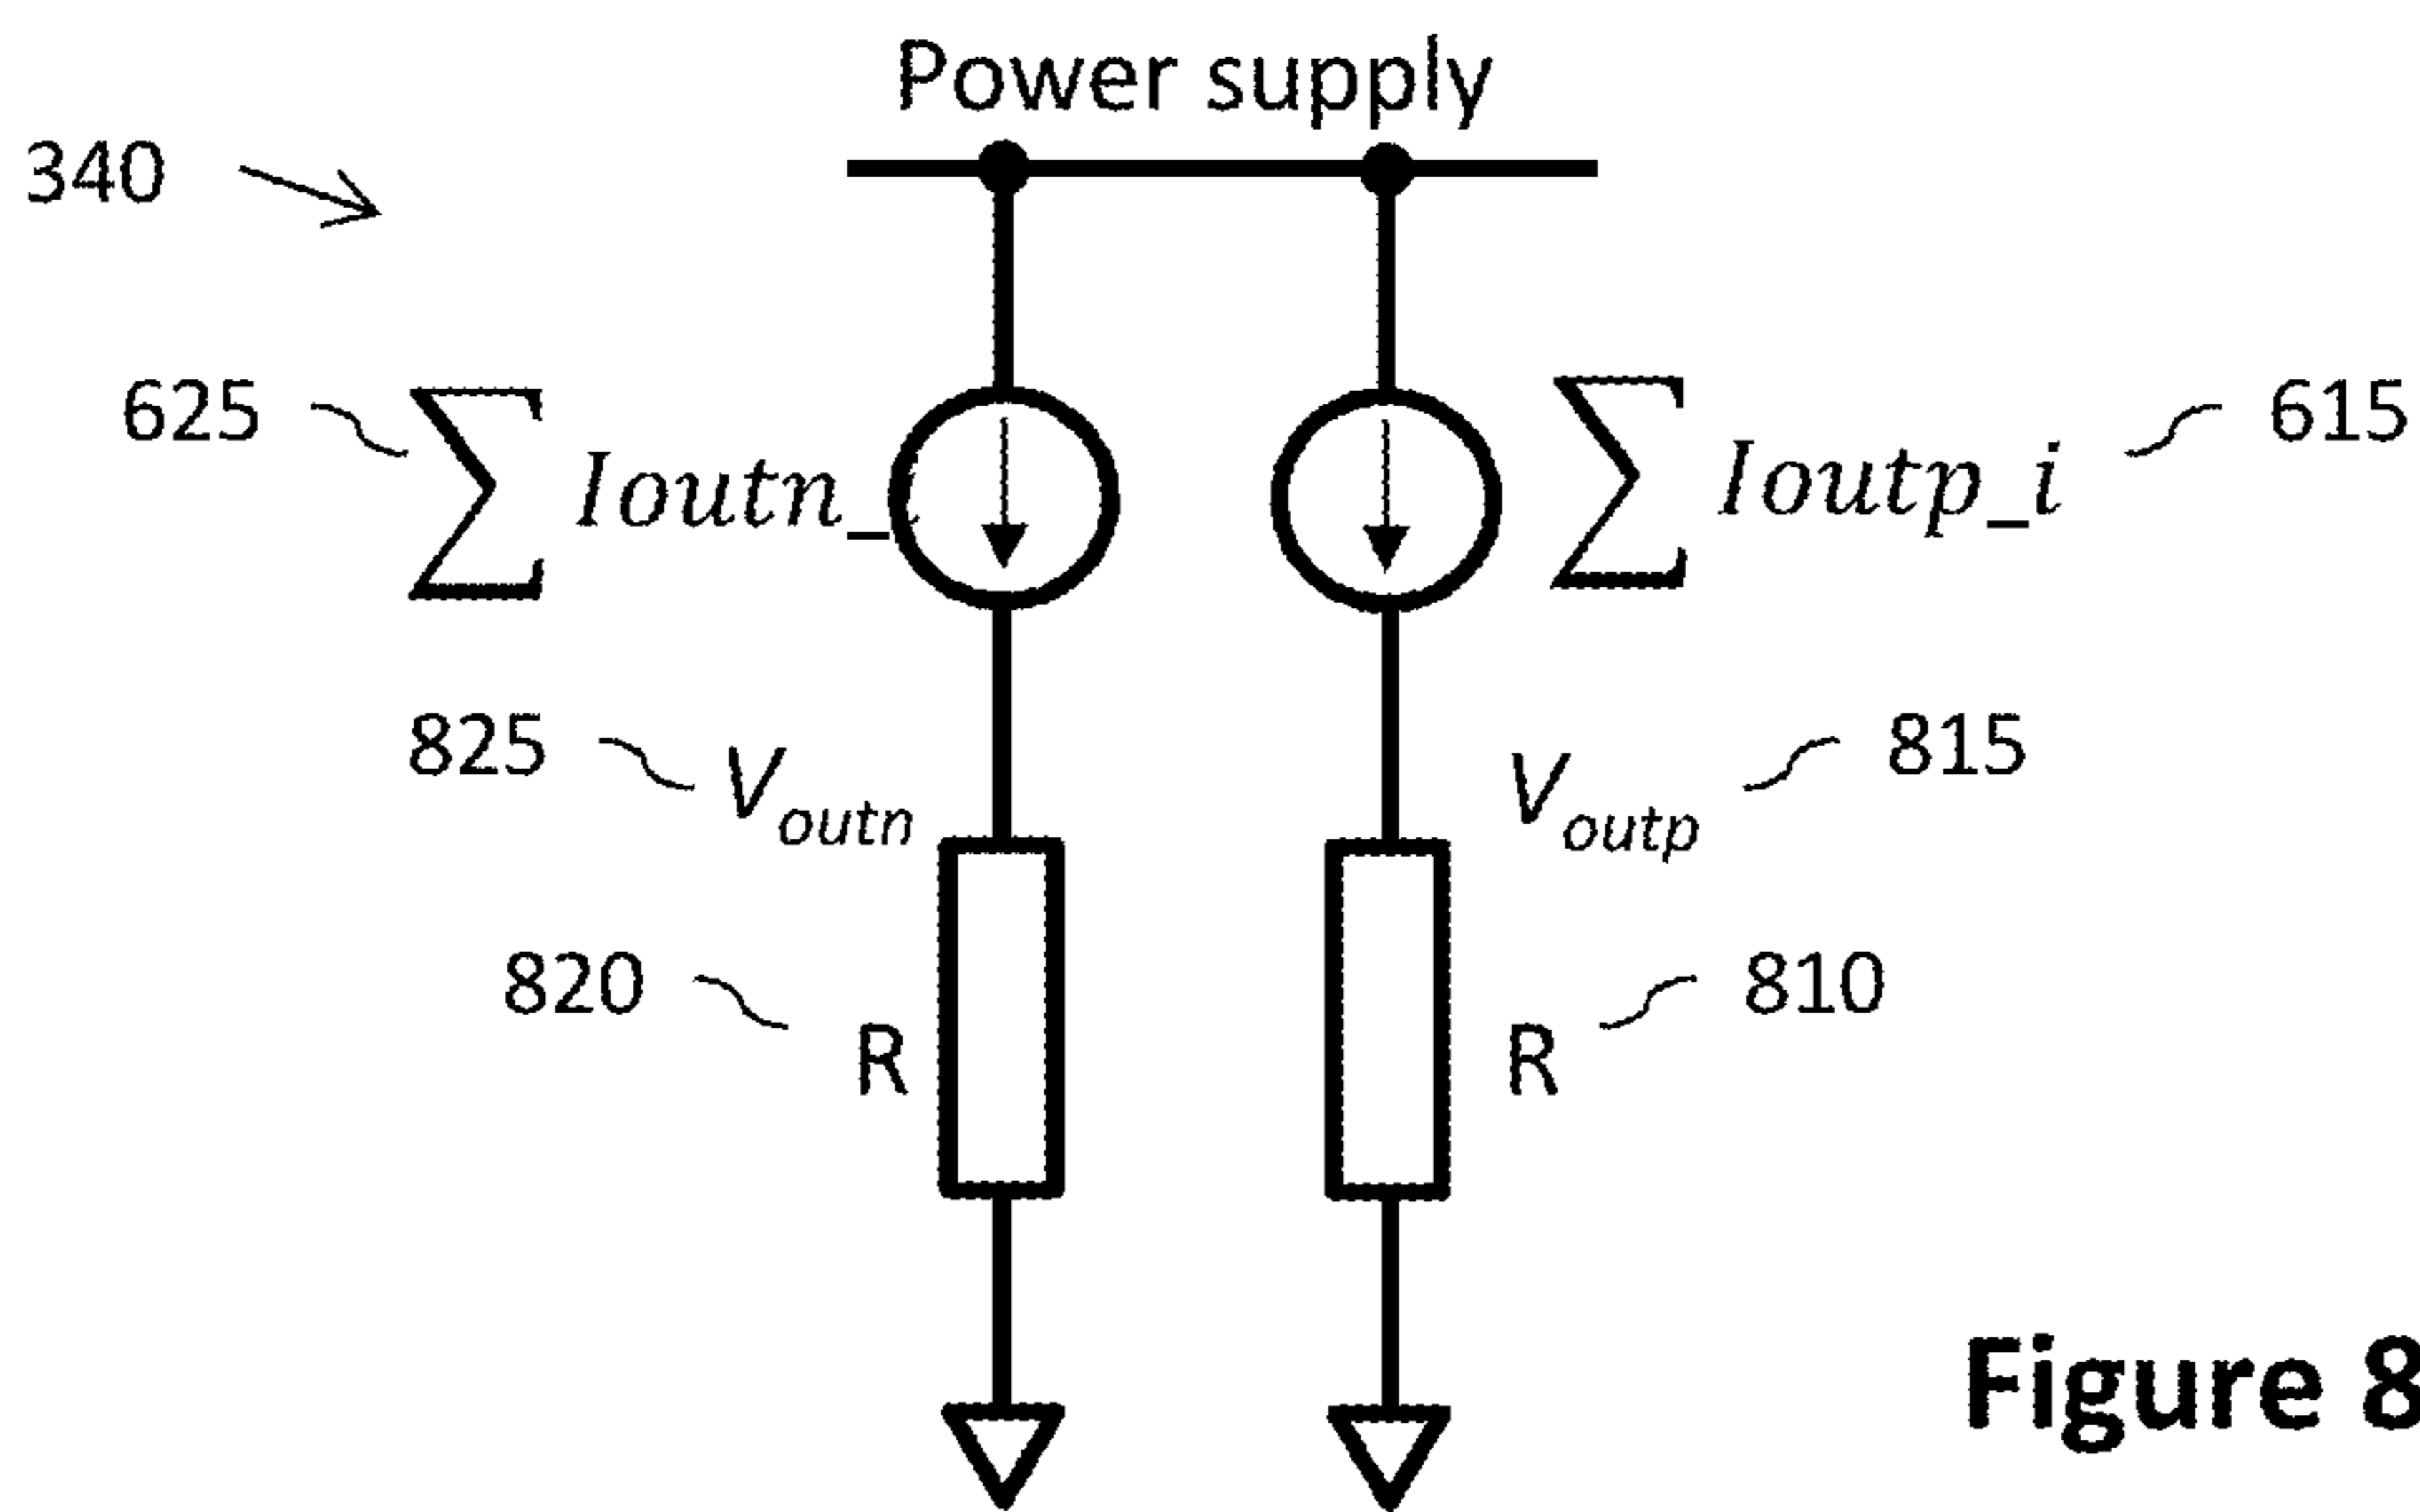 Power supply
340
625 ∑ Ioutn_
∑ Ioutp_i 615
825 Voutn
Voutp 815
820 R
R 810
Figure 8